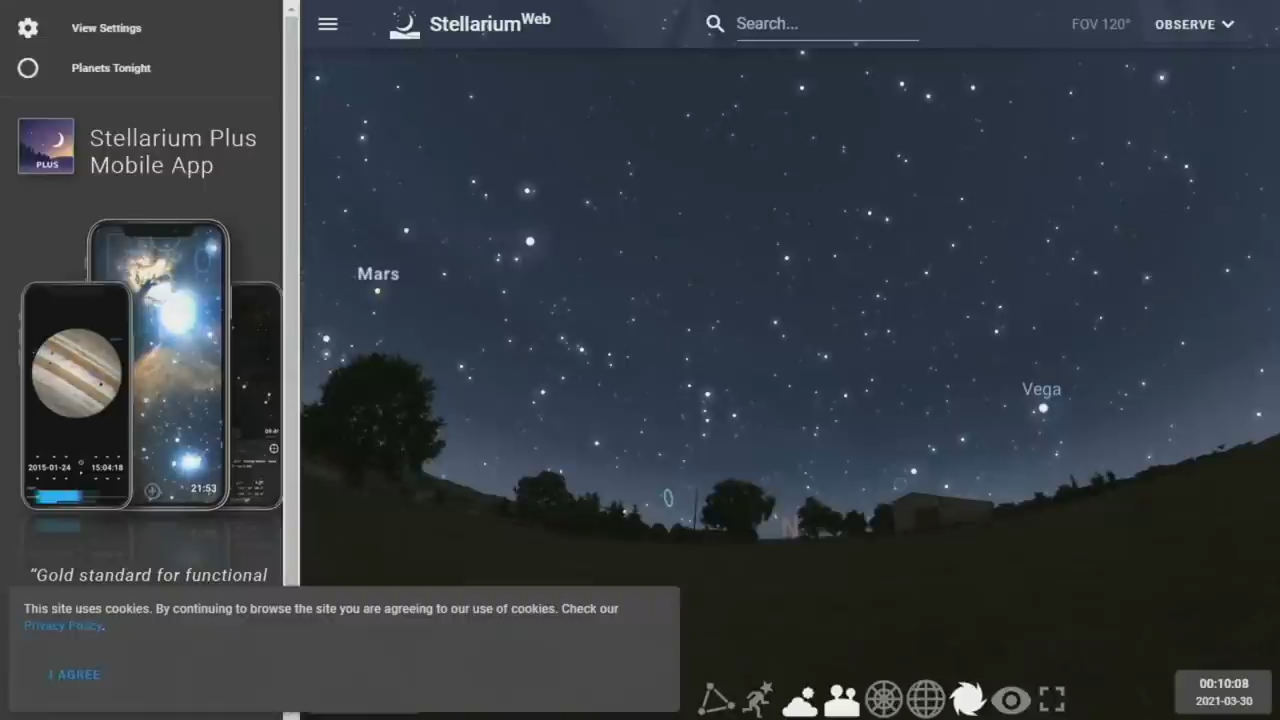 View Settings
Planets Tonight
PLUS
Stellarium Plus
Mobile App
2015-01-24 15:04:18
21:53
“Gold standard for functional
This site uses cookies. By continuing to browse the site you are agreeing to our use of cookies. Check our
Privacy Policy.
I AGREE
StellariumWeb
Search...
FOV 120°
OBSERVE
Mars
Vega
N
00:10:08
2021-03-30